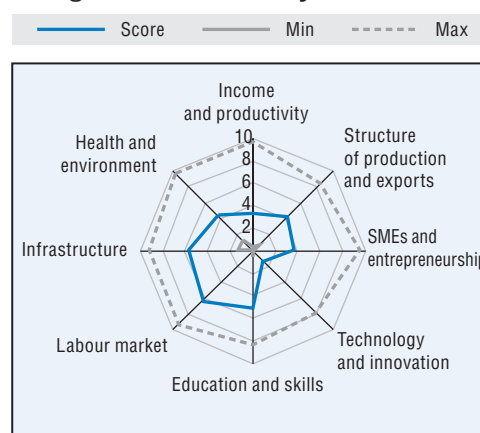 Score Min Max
Income
and productivity
Structure
of production
and exports
SMEs and
entrepreneurship
Technology
and innovation
Education and skills
Labour market
Infrastructure
Health and
environment
10
8
6
4
2